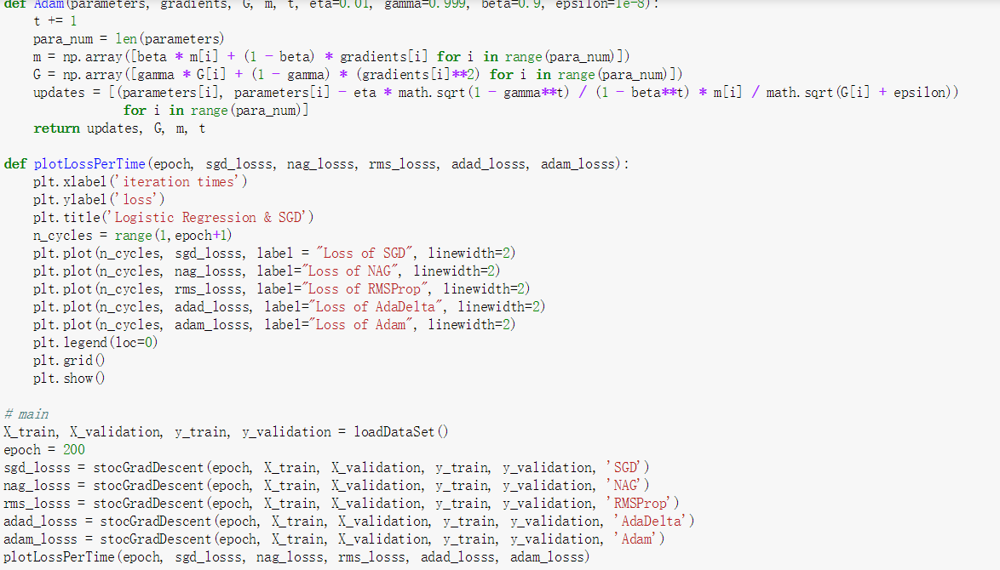 def Adam(parameters, gradients, G, m, t, eta=0.01, gamma=0.999, beta=0.9, epsilon=1e-8):
    t += 1
    para_num = len(parameters)
    m = np.array([beta * m[i] + (1 - beta) * gradients[i] for i in range(para_num)])
    G = np.array([gamma * G[i] + (1 - gamma) * (gradients[i]**2) for i in range(para_num)])
    updates = [(parameters[i], parameters[i] - eta * math.sqrt(1 - gamma**t) / (1 - beta**t) * m[i] / math.sqrt(G[i] + epsilon))
                for i in range(para_num)]
    return updates, G, m, t

def plotLossPerTime(epoch, sgd_losss, nag_losss, rms_losss, adad_losss, adam_losss):
    plt.xlabel('iteration times')
    plt.ylabel('loss')
    plt.title('Logistic Regression & SGD')
    n_cycles = range(1,epoch+1)
    plt.plot(n_cycles, sgd_losss, label = "Loss of SGD", linewidth=2)
    plt.plot(n_cycles, nag_losss, label="Loss of NAG", linewidth=2)
    plt.plot(n_cycles, rms_losss, label="Loss of RMSProp", linewidth=2)
    plt.plot(n_cycles, adad_losss, label="Loss of AdaDelta", linewidth=2)
    plt.plot(n_cycles, adam_losss, label="Loss of Adam", linewidth=2)
    plt.legend(loc=0)
    plt.grid()
    plt.show()

# main
X_train, X_validation, y_train, y_validation = loadDataSet()
epoch = 200
sgd_losss = stocGradDescent(epoch, X_train, X_validation, y_train, y_validation, 'SGD')
nag_losss = stocGradDescent(epoch, X_train, X_validation, y_train, y_validation, 'NAG')
rms_losss = stocGradDescent(epoch, X_train, X_validation, y_train, y_validation, 'RMSProp')
adad_losss = stocGradDescent(epoch, X_train, X_validation, y_train, y_validation, 'AdaDelta')
adam_losss = stocGradDescent(epoch, X_train, X_validation, y_train, y_validation, 'Adam')
plotLossPerTime(epoch, sgd_losss, nag_losss, rms_losss, adad_losss, adam_losss)